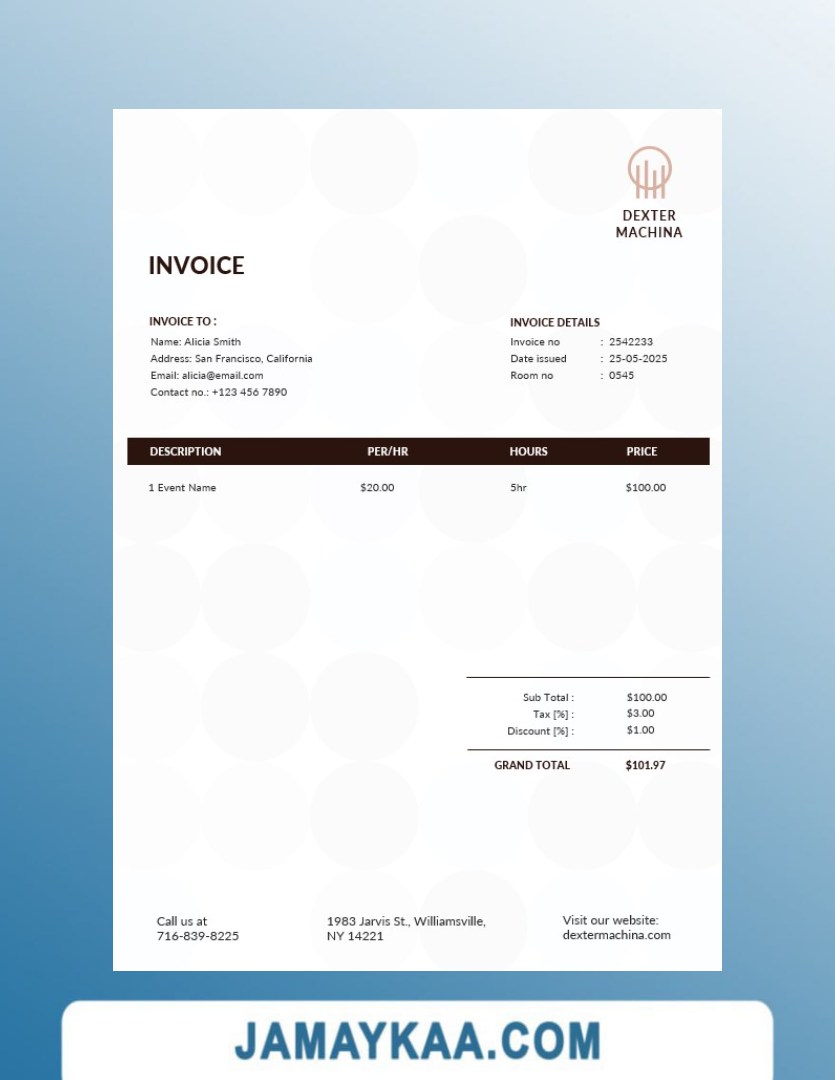 DEXTER
MACHINA
INVOICE
INVOICE TO :
Name: Alicia Smith
Address: San Francisco, California
Email: alicia@email.com
Contact no.: +123 456 7890
INVOICE DETAILS
Invoice no : 2542233
Date issued : 25-05-2025
Room no : 0545
DESCRIPTION PER/HR HOURS PRICE
1 Event Name $20.00 5hr $100.00
Sub Total : $100.00
Tax [%] : $3.00
Discount [%] : $1.00
GRAND TOTAL $101.97
Call us at
716-839-8225
1983 Jarvis St., Williamsville,
NY 14221
Visit our website:
dextermachina.com
JAMAYKAA.COM